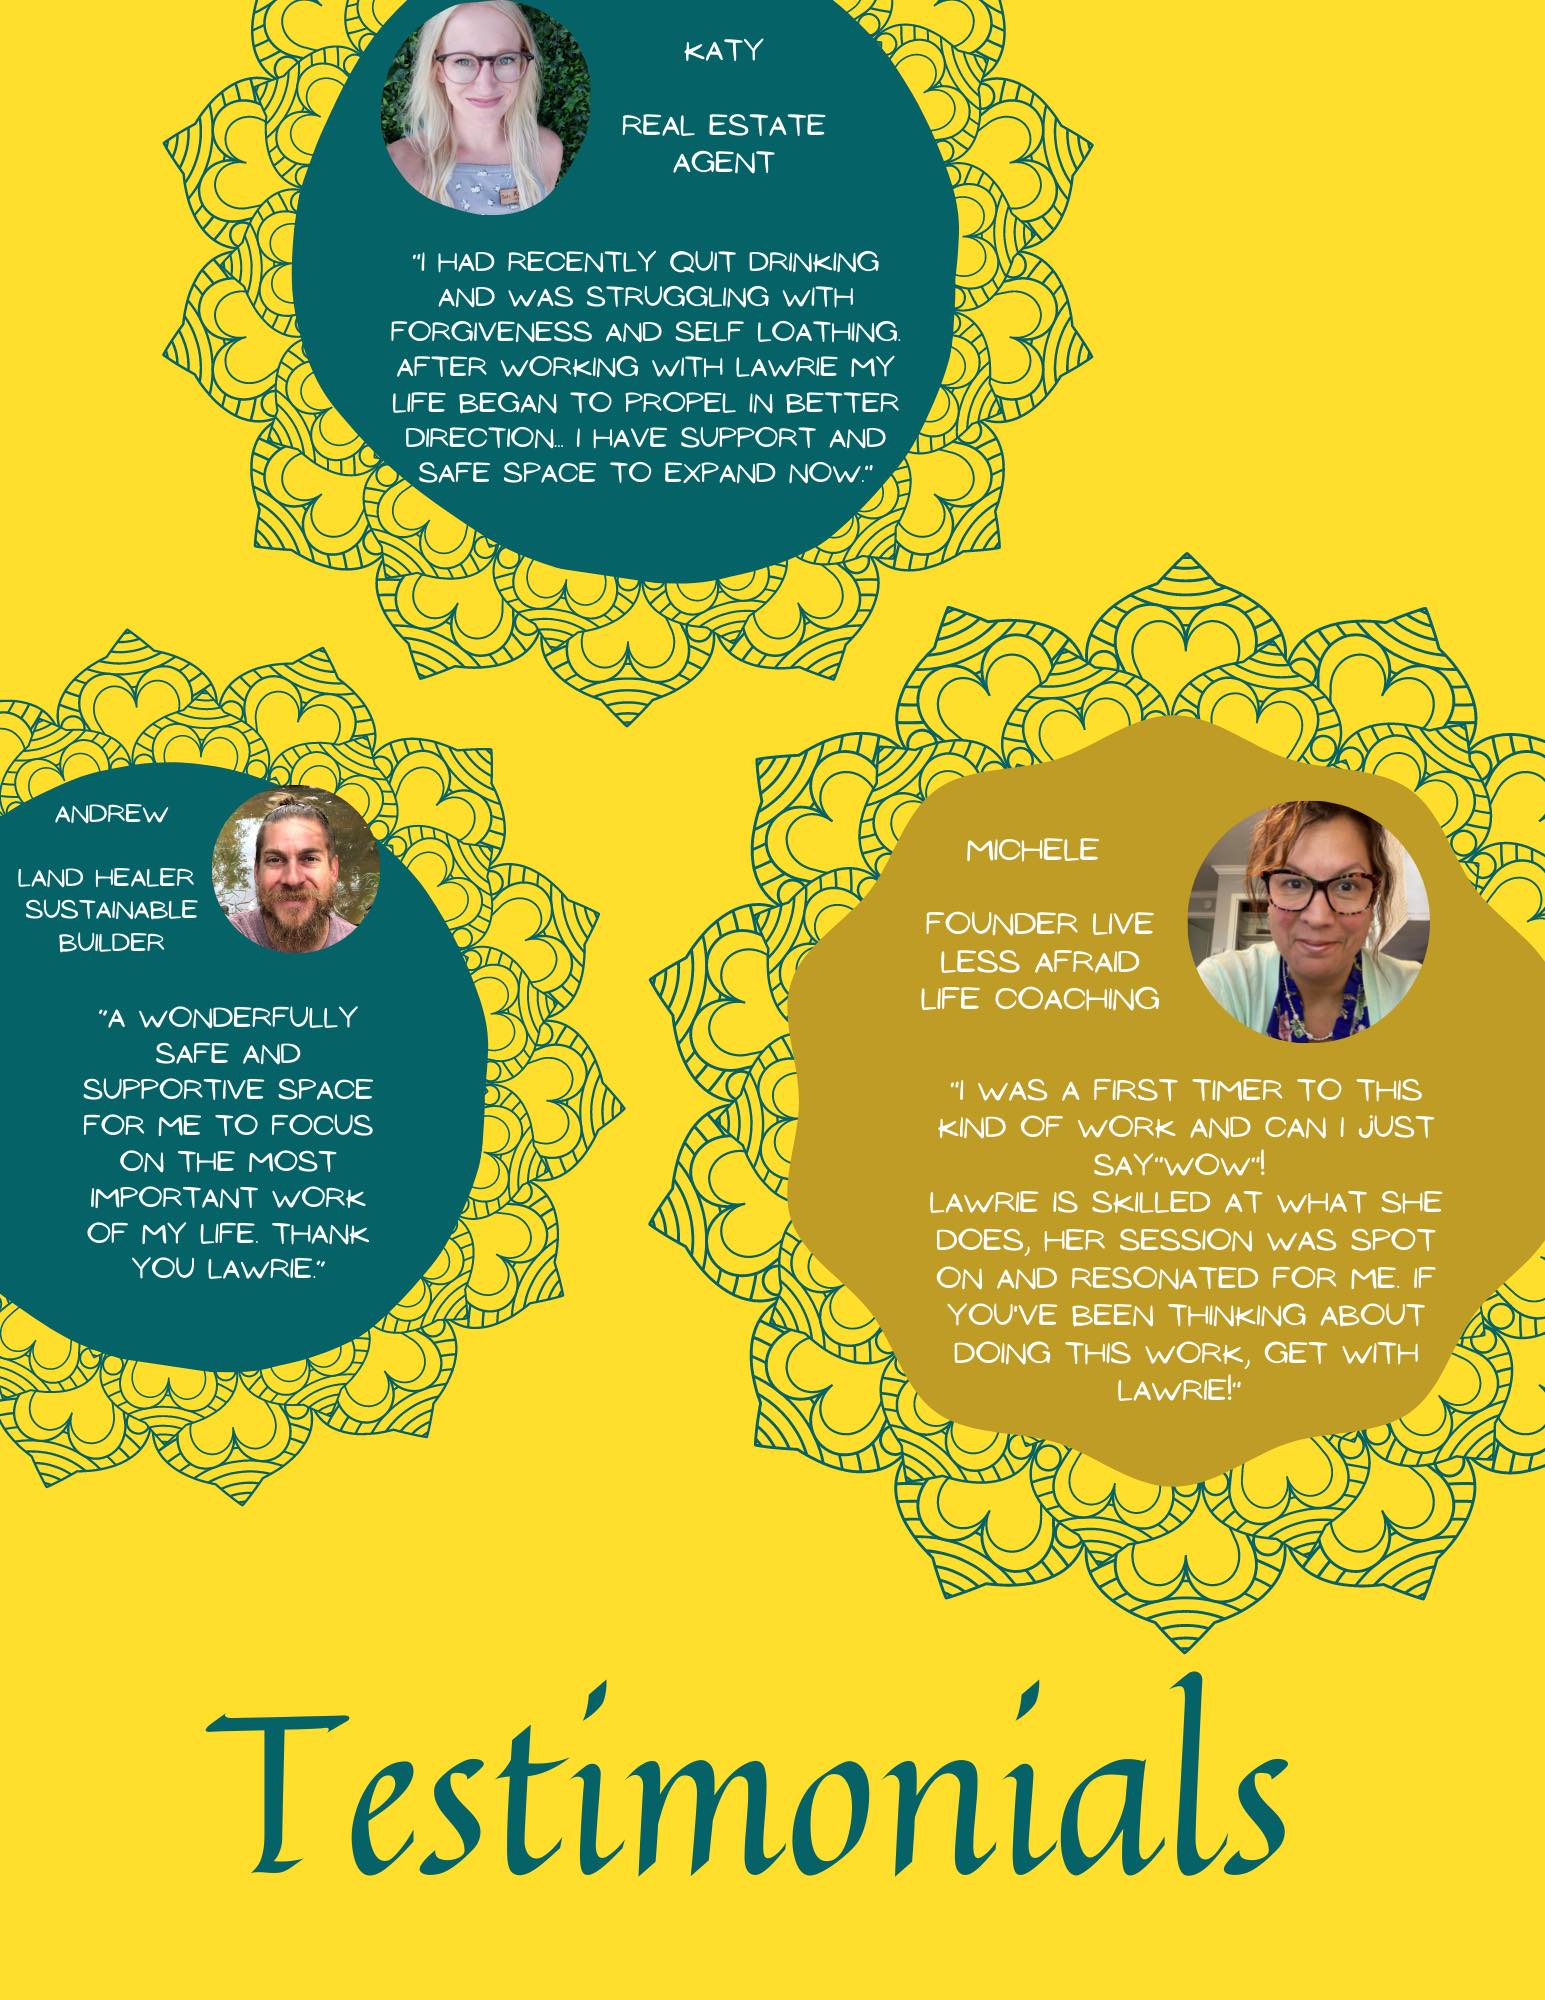 KATY
REAL ESTATE
AGENT
"I HAD RECENTLY QUIT DRINKING
AND WAS STRUGGLING WITH
FORGIVENESS AND SELF LOATHING.
AFTER WORKING WITH LAWRIE MY
LIFE BEGAN TO PROPEL IN BETTER
DIRECTION... I HAVE SUPPORT AND
SAFE SPACE TO EXPAND NOW."
ANDREW
LAND HEALER
SUSTAINABLE
BUILDER
"A WONDERFULLY
SAFE AND
SUPPORTIVE SPACE
FOR ME TO FOCUS
ON THE MOST
IMPORTANT WORK
OF MY LIFE. THANK
YOU LAWRIE."
MICHELE
FOUNDER LIVE
LESS AFRAID
LIFE COACHING
"I WAS A FIRST TIMER TO THIS
KIND OF WORK AND CAN I JUST
SAY"WOW"!
LAWRIE IS SKILLED AT WHAT SHE
DOES, HER SESSION WAS SPOT
ON AND RESONATED FOR ME. IF
YOU'VE BEEN THINKING ABOUT
DOING THIS WORK, GET WITH
LAWRIE!"
Testimonials